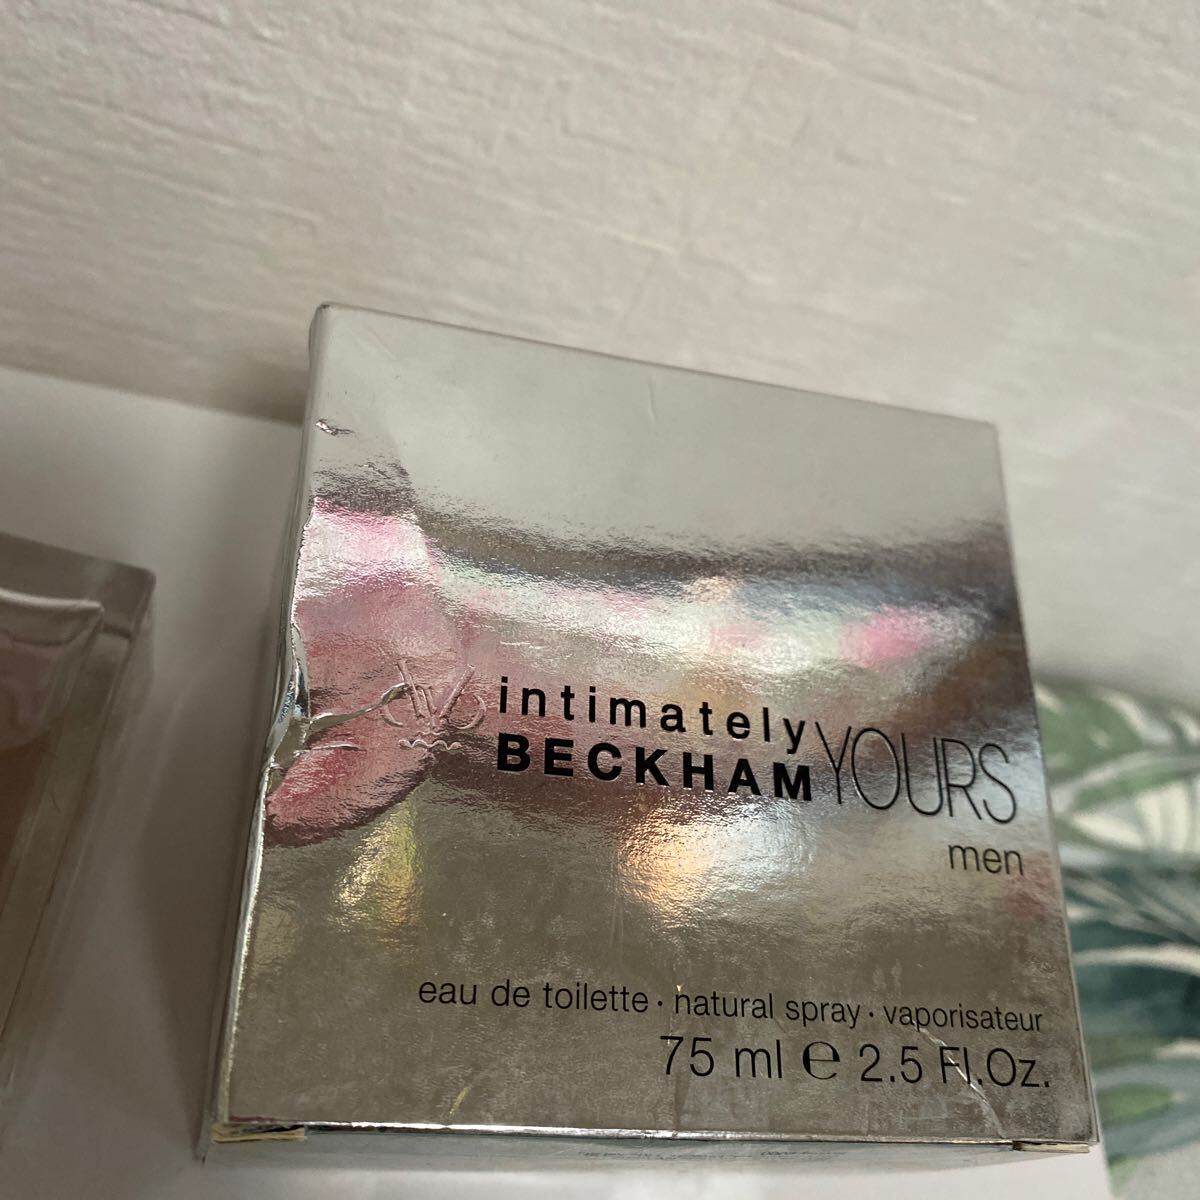 intimately
BECKHAM YOURS
men
eau de toilette · natural spray · vaporisateur
75 ml ℮ 2.5 Fl.Oz.